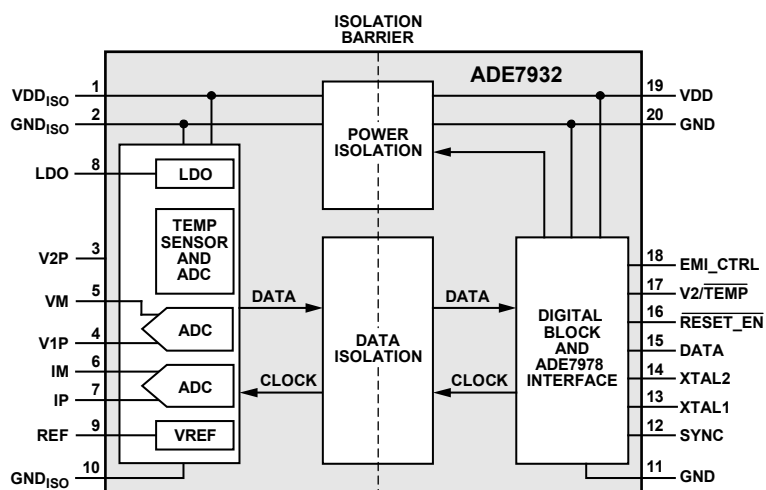 ISOLATION
BARRIER
ADE7932
1
VDDISO
2
GNDISO
8
LDO
3
V2P
5
VM
4
V1P
6
IM
7
IP
9
REF
10
GNDISO
LDO
TEMP
SENSOR
AND
ADC
ADC
ADC
VREF
POWER
ISOLATION
DATA
DATA
DATA
ISOLATION
CLOCK
CLOCK
DIGITAL
BLOCK
AND
ADE7978
INTERFACE
19
VDD
20
GND
18
EMI_CTRL
17
V2/TEMP
16
RESET_EN
15
DATA
14
XTAL2
13
XTAL1
12
SYNC
11
GND